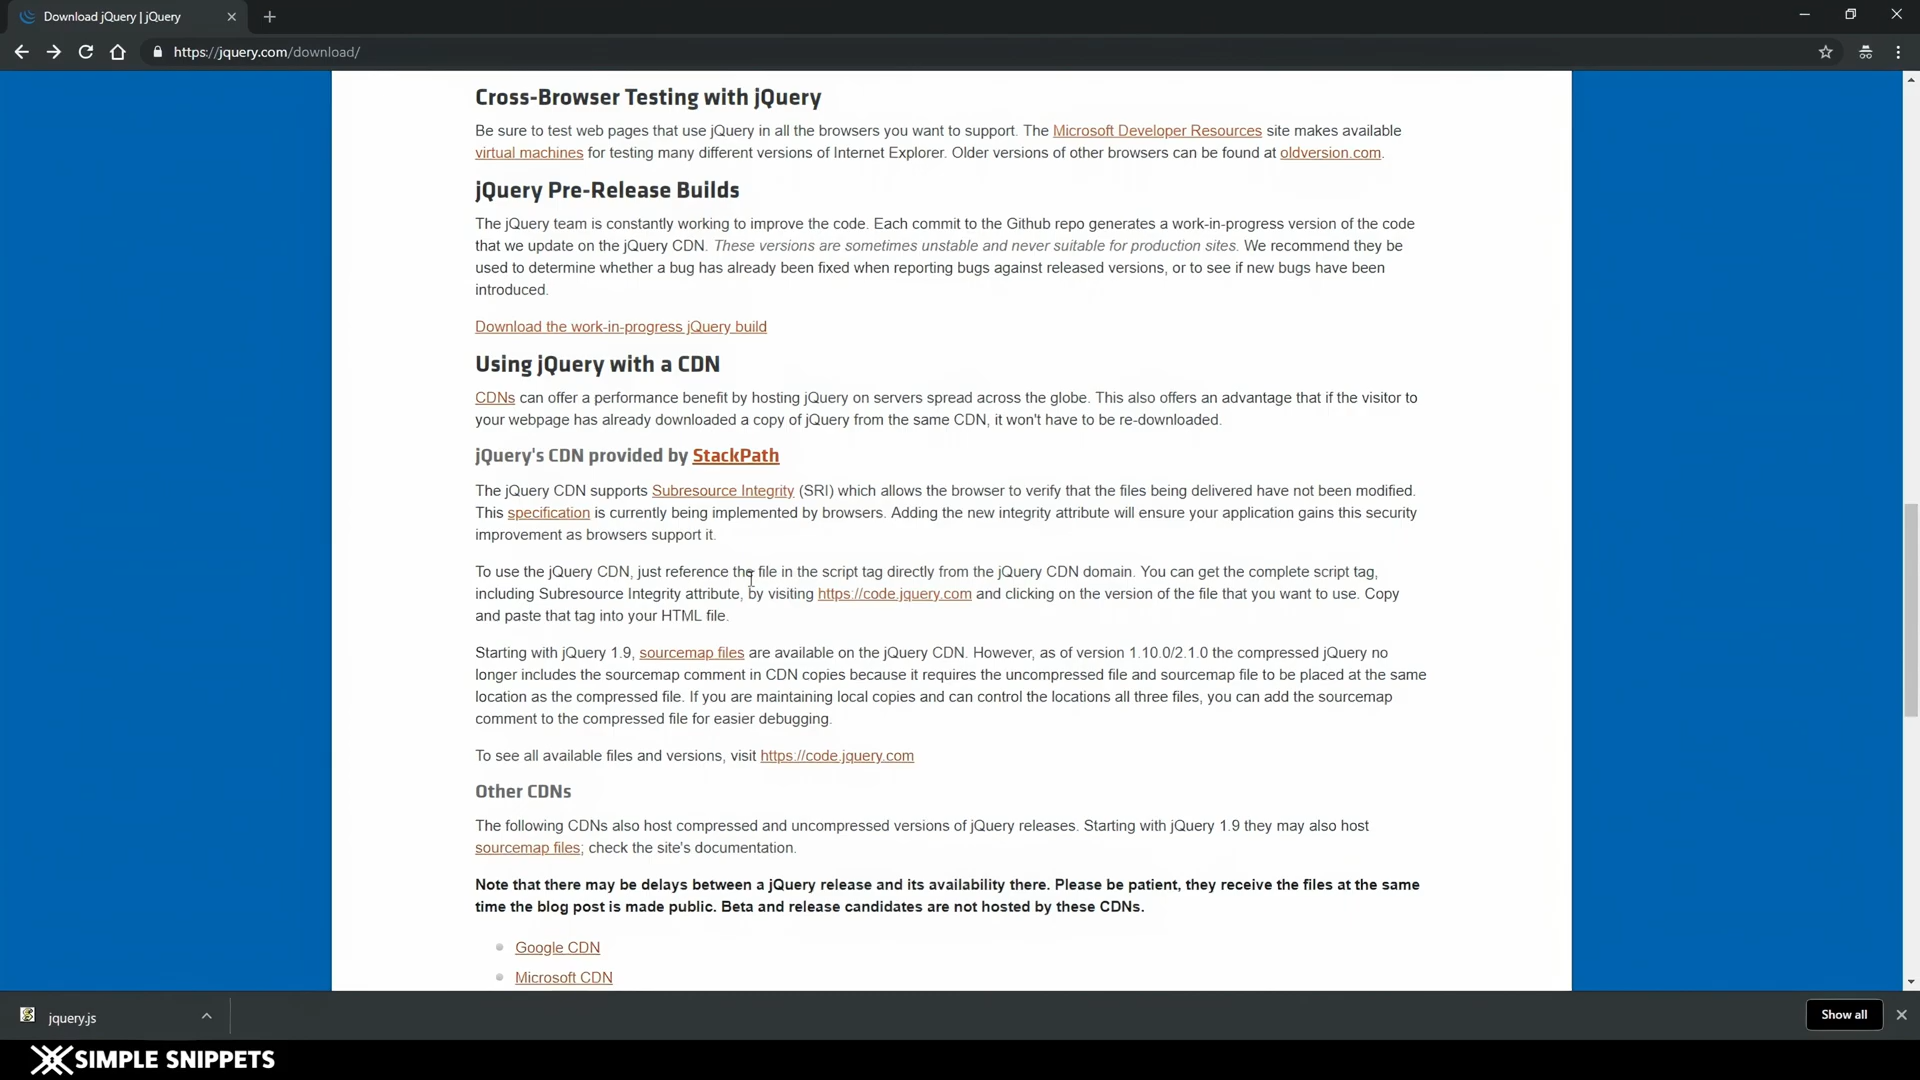 Download jQuery | jQuery
https://jquery.com/download/
Cross-Browser Testing with jQuery
Be sure to test web pages that use jQuery in all the browsers you want to support. The Microsoft Developer Resources site makes available
virtual machines for testing many different versions of Internet Explorer. Older versions of other browsers can be found at oldversion.com.
jQuery Pre-Release Builds
The jQuery team is constantly working to improve the code. Each commit to the Github repo generates a work-in-progress version of the code
that we update on the jQuery CDN. These versions are sometimes unstable and never suitable for production sites. We recommend they be
used to determine whether a bug has already been fixed when reporting bugs against released versions, or to see if new bugs have been
introduced.
Download the work-in-progress jQuery build
Using jQuery with a CDN
CDNs can offer a performance benefit by hosting jQuery on servers spread across the globe. This also offers an advantage that if the visitor to
your webpage has already downloaded a copy of jQuery from the same CDN, it won't have to be re-downloaded.
jQuery's CDN provided by StackPath
The jQuery CDN supports Subresource Integrity (SRI) which allows the browser to verify that the files being delivered have not been modified.
This specification is currently being implemented by browsers. Adding the new integrity attribute will ensure your application gains this security
improvement as browsers support it.
To use the jQuery CDN, just reference the file in the script tag directly from the jQuery CDN domain. You can get the complete script tag,
including Subresource Integrity attribute, by visiting https://code.jquery.com and clicking on the version of the file that you want to use. Copy
and paste that tag into your HTML file.
Starting with jQuery 1.9, sourcemap files are available on the jQuery CDN. However, as of version 1.10.0/2.1.0 the compressed jQuery no
longer includes the sourcemap comment in CDN copies because it requires the uncompressed file and sourcemap file to be placed at the same
location as the compressed file. If you are maintaining local copies and can control the locations all three files, you can add the sourcemap
comment to the compressed file for easier debugging.
To see all available files and versions, visit https://code.jquery.com
Other CDNs
The following CDNs also host compressed and uncompressed versions of jQuery releases. Starting with jQuery 1.9 they may also host
sourcemap files; check the site's documentation.
Note that there may be delays between a jQuery release and its availability there. Please be patient, they receive the files at the same
time the blog post is made public. Beta and release candidates are not hosted by these CDNs.
Google CDN
Microsoft CDN
jquery.js
Show all
SIMPLE SNIPPETS